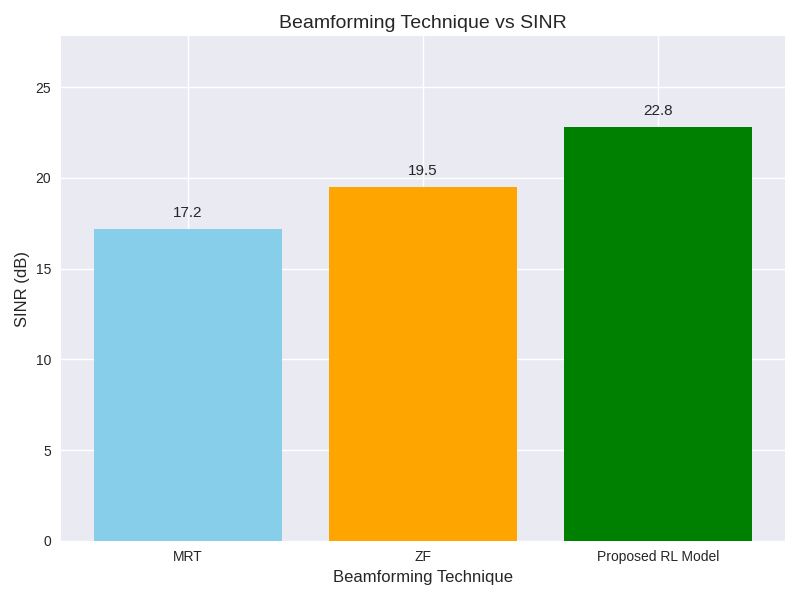 Beamforming Technique vs SINR
25
20
15
10
5
0
SINR (dB)
17.2
19.5
22.8
MRT
ZF
Proposed RL Model
Beamforming Technique